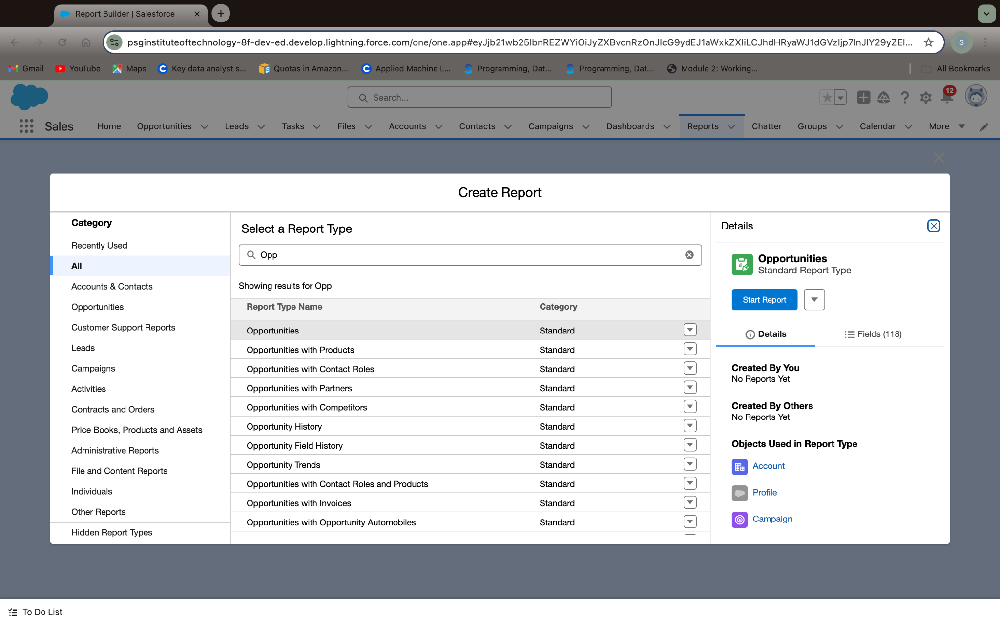 Report Builder | Salesforce
psginstituteoftechnology-8f-dev-ed.develop.lightning.force.com/one/one.app#eyJjb21wb25lbnREZWYiOiJyZXBvcnRzOnJlcG9ydEJ1aWxkZXIiLCJhdHRyaWJ1dGVzIjp7InJlY29yZEl...
S
Gmail YouTube Maps Key data analyst s... Quotas in Amazon... Applied Machine L... Programming, Dat... Programming, Dat... Module 2: Working... All Bookmarks
Search...
12
Sales Home Opportunities Leads Tasks Files Accounts Contacts Campaigns Dashboards Reports Chatter Groups Calendar More
Create Report
Category
Recently Used
All
Accounts & Contacts
Opportunities
Customer Support Reports
Leads
Campaigns
Activities
Contracts and Orders
Price Books, Products and Assets
Administrative Reports
File and Content Reports
Individuals
Other Reports
Hidden Report Types
Select a Report Type
Opp
Showing results for Opp
Report Type Name Category
Opportunities Standard
Opportunities with Products Standard
Opportunities with Contact Roles Standard
Opportunities with Partners Standard
Opportunities with Competitors Standard
Opportunity History Standard
Opportunity Field History Standard
Opportunity Trends Standard
Opportunities with Contact Roles and Products Standard
Opportunities with Invoices Standard
Opportunities with Opportunity Automobiles Standard
Details
Opportunities
Standard Report Type
Start Report
Details Fields (118)
Created By You
No Reports Yet
Created By Others
No Reports Yet
Objects Used in Report Type
Account
Profile
Campaign
To Do List